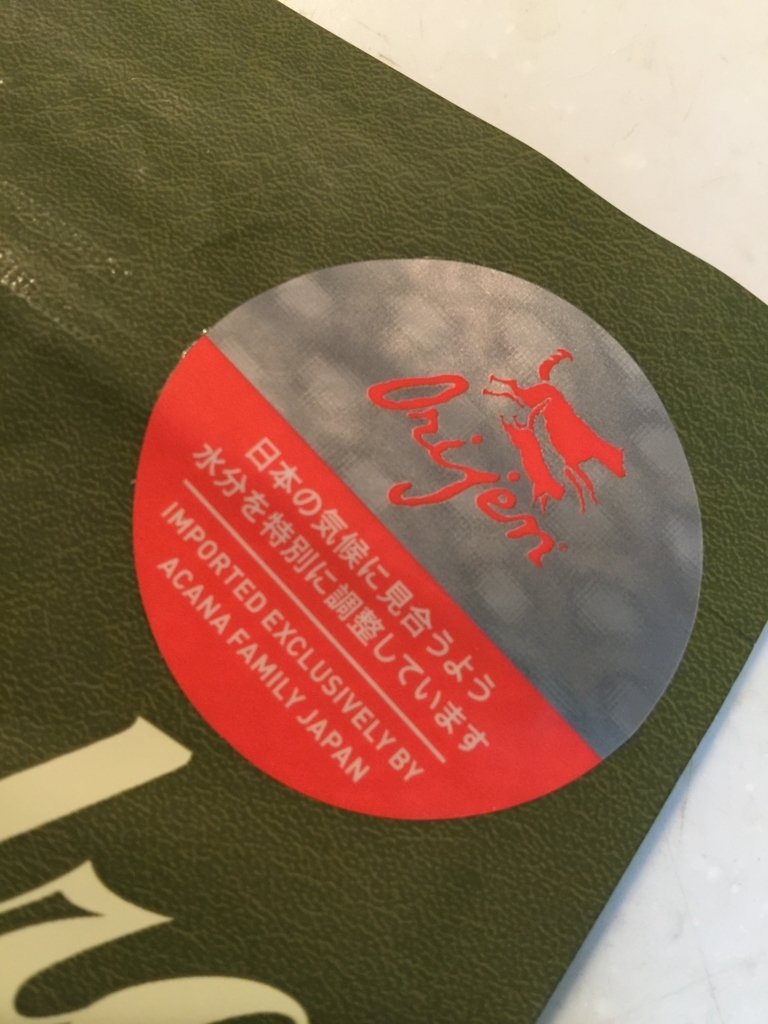 Orijen
日本の気候に見合うよう
水分を特別に調整しています
IMPORTED EXCLUSIVELY BY
ACANA FAMILY JAPAN